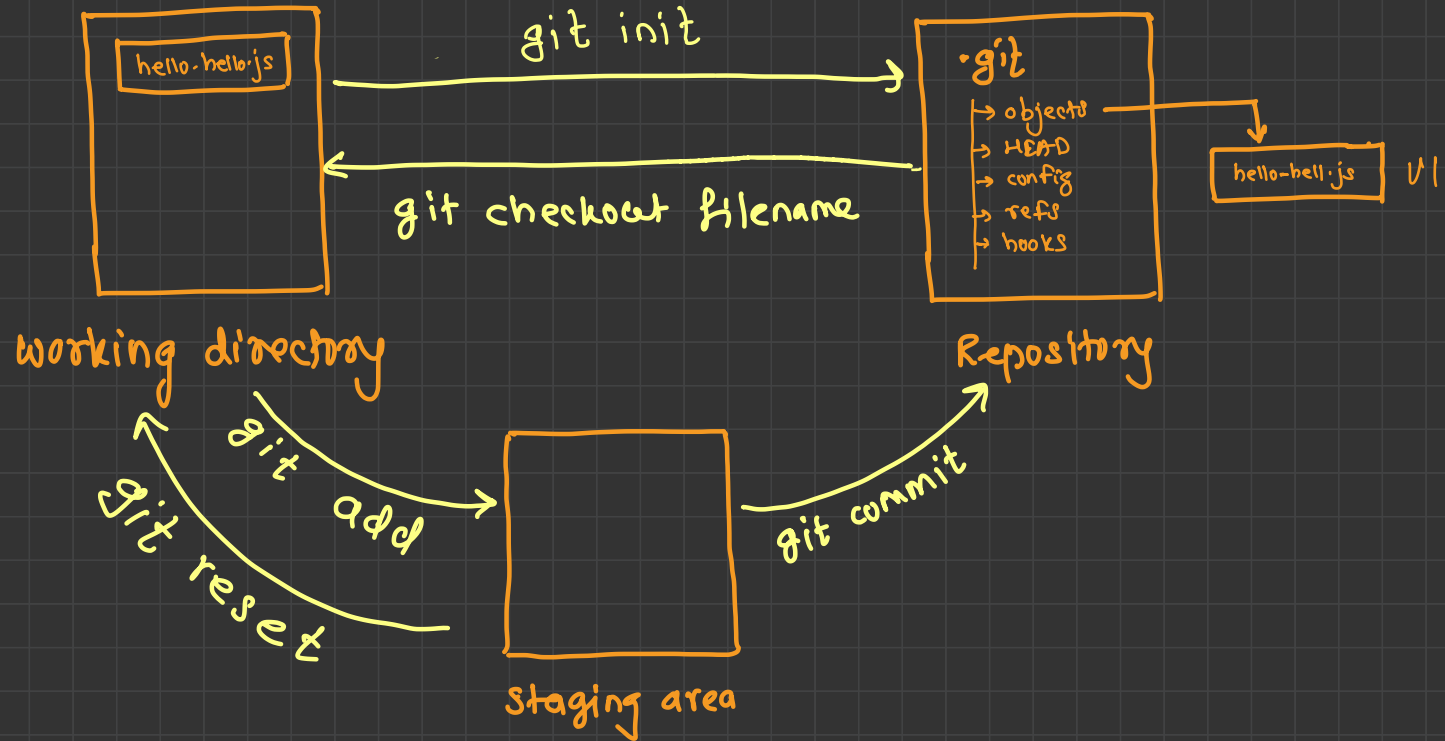 git init
hello-hello.js
.git
objects
HEAD
config
refs
hooks
hello-hell.js
V1
git checkout filename
working directory
Repository
git add
git reset
git commit
staging area